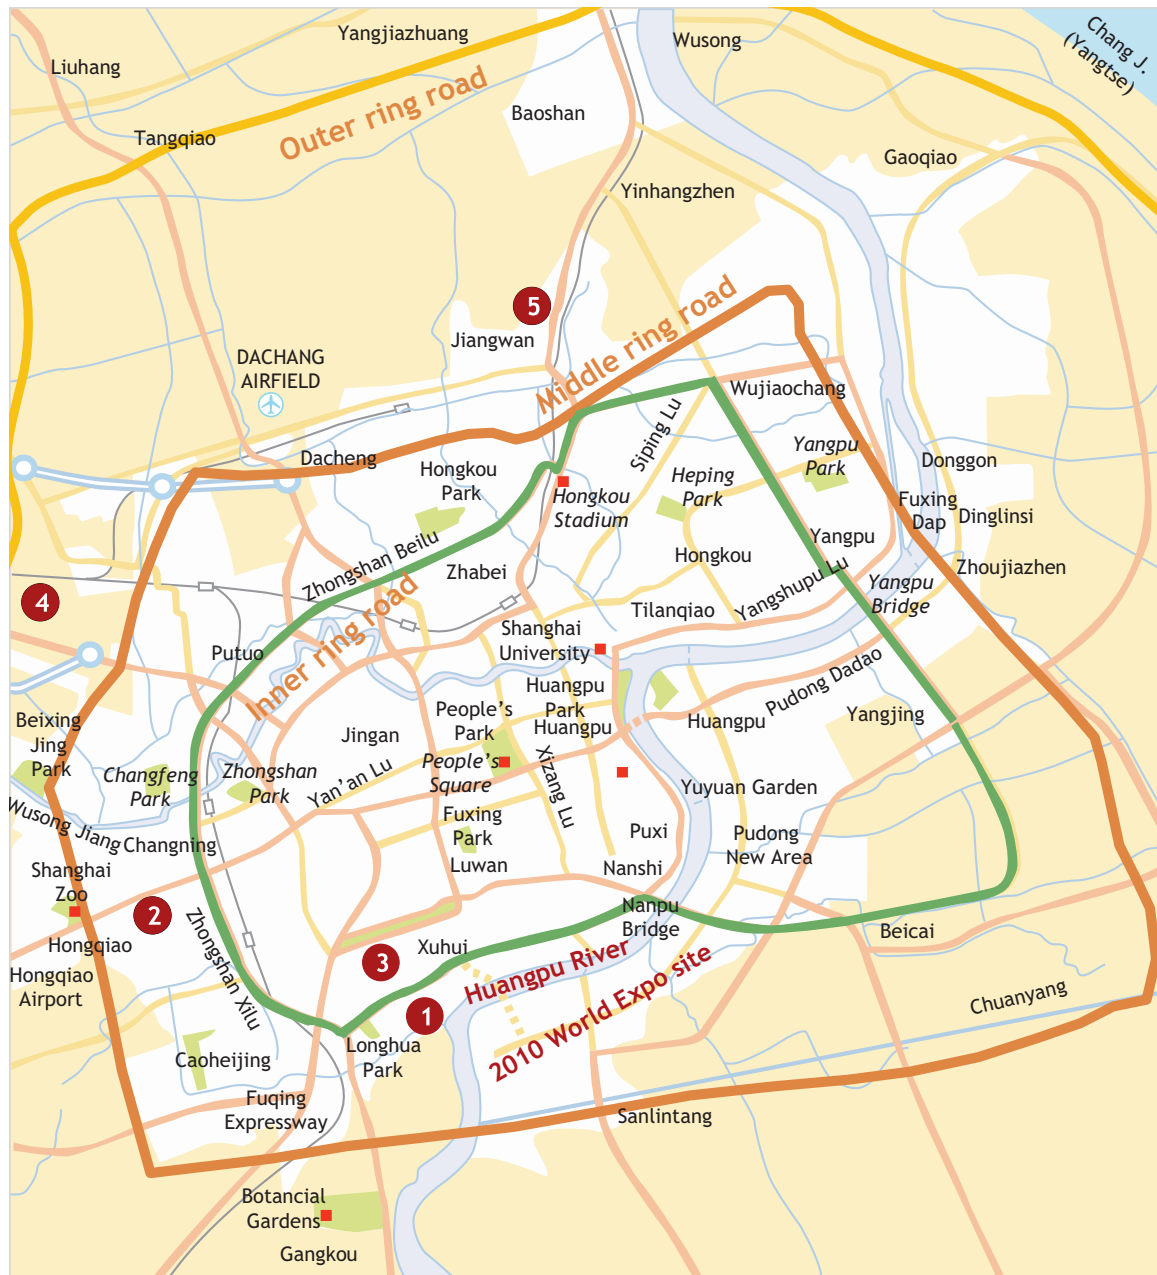 Yangjiazhuang
Wusong
Chang J.
(Yangtse)
Liuhang
Outer ring road
Baoshan
Tangqiao
Gaoqiao
Yinhangzhen
5
Jiangwan
Middle ring road
DACHANG
AIRFIELD
Wujiaochang
Siping Lu
Yangpu
Park
Dacheng
Hongkou
Park
Heping
Park
Donggon
Hongkou
Stadium
Fuxing
Dap
Dinglinsi
Zhongshan Beilu
Yangpu
Hongkou
Zhoujiazhen
Zhabei
Yangshupu Lu
Yangpu
Bridge
4
Inner ring road
Tilanqiao
Shanghai
University
Putuo
Huangpu
Park
Pudong Dadao
People's
Park
Huangpu
Huangpu
Yangjing
Beixing
Jing
Park
Jingan
Changfeng
Park
Zhongshan
Park
Yan'an Lu
People's
Square
Xizang Lu
Yuyuan Garden
Wusong Jiang
Changning
Fuxing
Park
Puxi
Pudong
New Area
Shanghai
Zoo
Luwan
Nanshi
2
Zhongshan Xilu
Nanpu
Bridge
Beicai
Hongqiao
Xuhui
3
Huangpu River
Hongqiao
Airport
1
2010 World Expo site
Chuanyang
Caoheijing
Longhua
Park
Fuqing
Expressway
Sanlintang
Botancial
Gardens
Gangkou